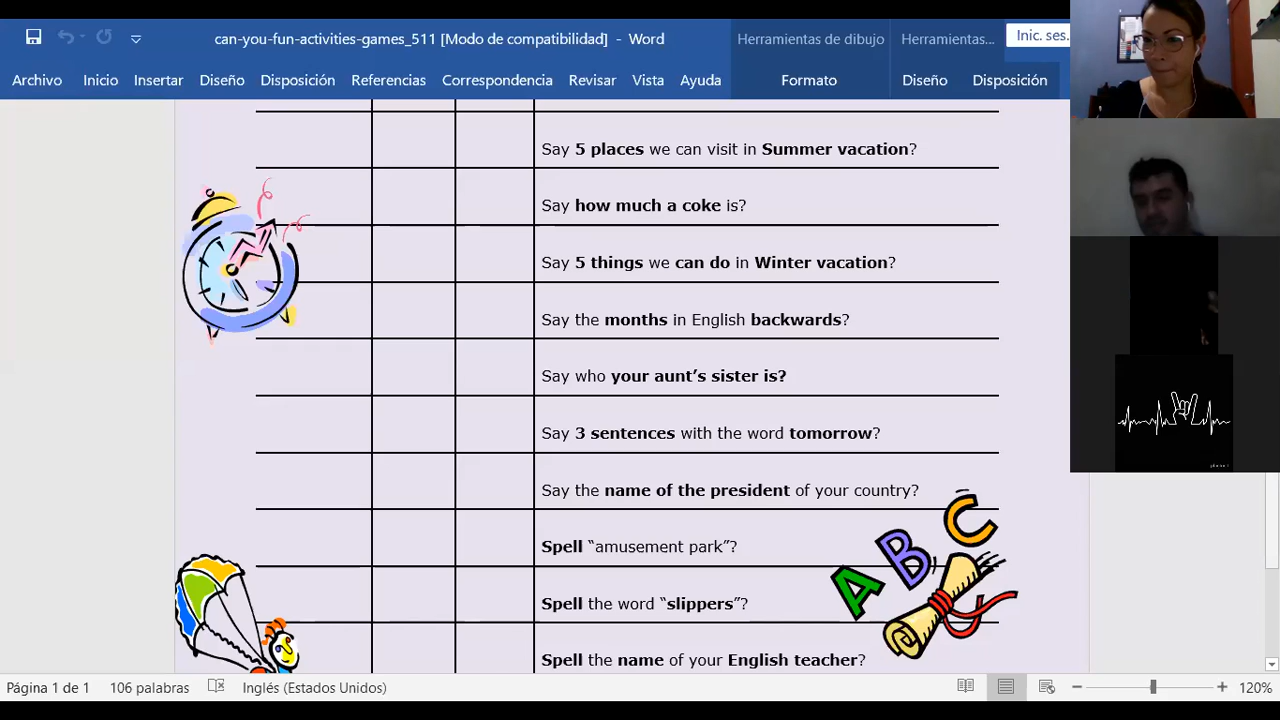 can-you-fun-activities-games_511 [Modo de compatibilidad] - Word
Herramientas de dibujo
Herramientas...
Inic. ses.
Archivo Inicio Insertar Diseño Disposición Referencias Correspondencia Revisar Vista Ayuda Formato Diseño Disposición
Say 5 places we can visit in Summer vacation?
Say how much a coke is?
Say 5 things we can do in Winter vacation?
Say the months in English backwards?
Say who your aunt’s sister is?
Say 3 sentences with the word tomorrow?
Say the name of the president of your country?
Spell “amusement park”?
Spell the word “slippers”?
Spell the name of your English teacher?
A B C
Página 1 de 1 106 palabras Inglés (Estados Unidos) 120%